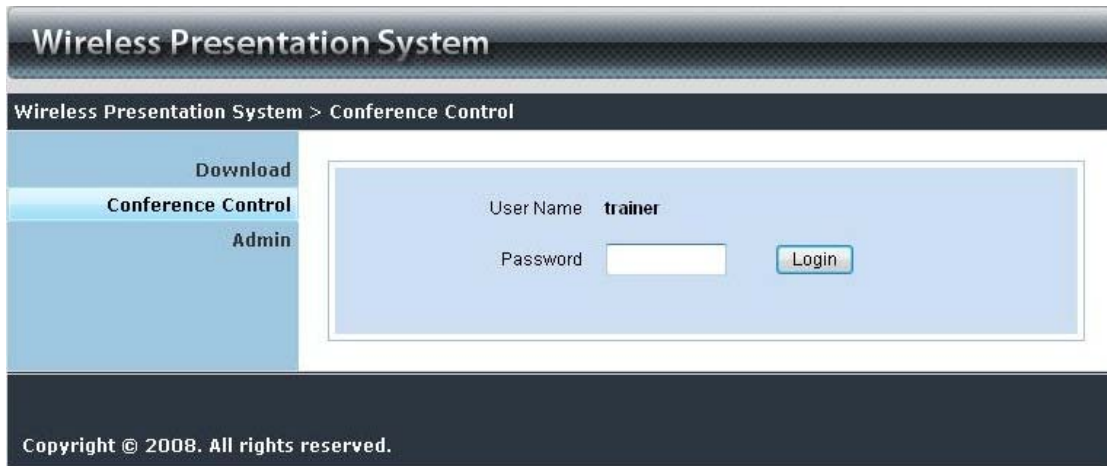 Wireless Presentation System
Wireless Presentation System > Conference Control
Download
Conference Control
Admin
User Name trainer
Password Login
Copyright © 2008. All rights reserved.